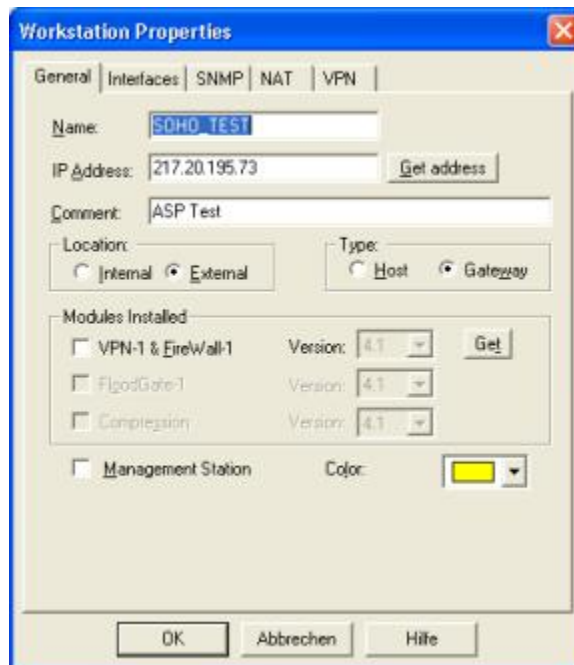 Workstation Properties
General Interfaces SNMP NAT VPN
Name: SOHO_TEST
IP Address: 217.20.195.73 Get address
Comment: ASP Test
Location: Type:
Internal External Host Gateway
Modules Installed
VPN-1 & FireWall-1 Version: 4.1 Get
FloodGate-1 Version: 4.1
Compression Version: 4.1
Management Station Color:
OK Abbrechen Hilfe